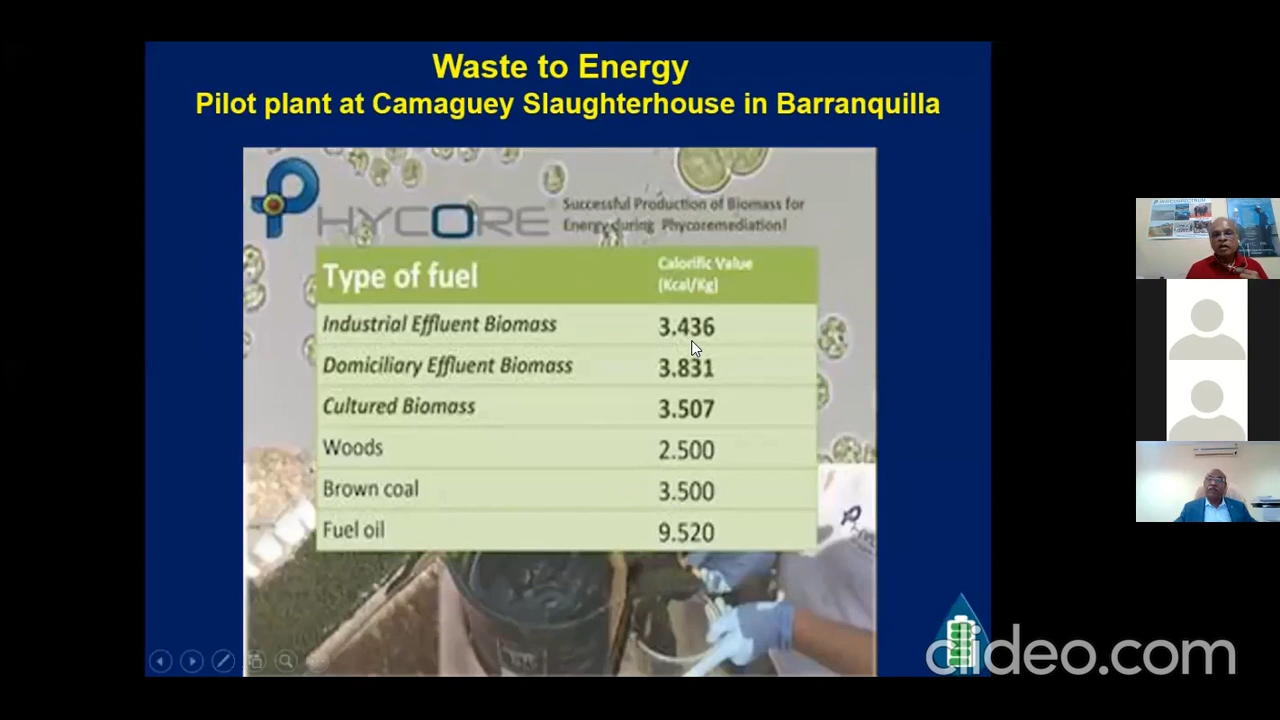 Waste to Energy
Pilot plant at Camaguey Slaughterhouse in Barranquilla
PHYCORE
Successful Production of Biomass for
Energy during Phycoremediation!
Type of fuel
Calorific Value
(Kcal/Kg)
Industrial Effluent Biomass 3.436
Domiciliary Effluent Biomass 3.831
Cultured Biomass 3.507
Woods 2.500
Brown coal 3.500
Fuel oil 9.520
clideo.com